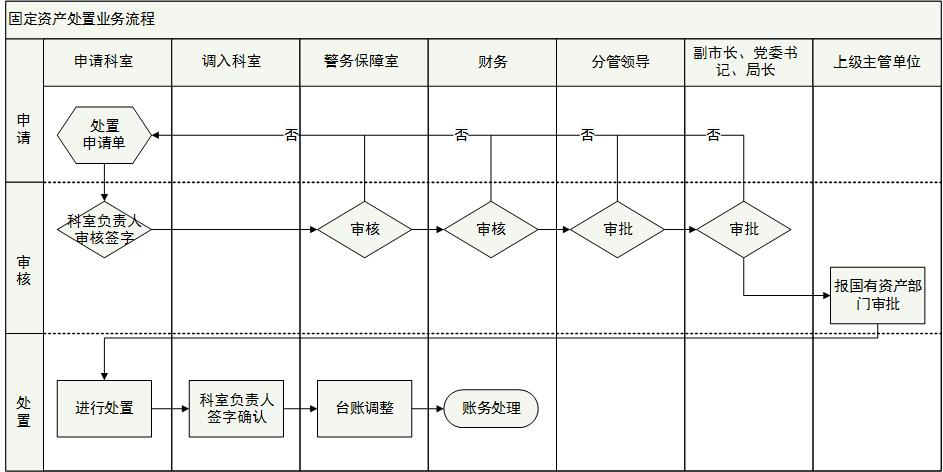 固定资产处置业务流程
申请科室
调入科室
警务保障室
财务
分管领导
副市长、党委书
记、局长
上级主管单位
申
请
处置
申请单
否
否
否
否
审
核
科室负责人
审核签字
审核
审核
审批
审批
报国有资产部
门审批
处
置
进行处置
科室负责人
签字确认
台账调整
账务处理